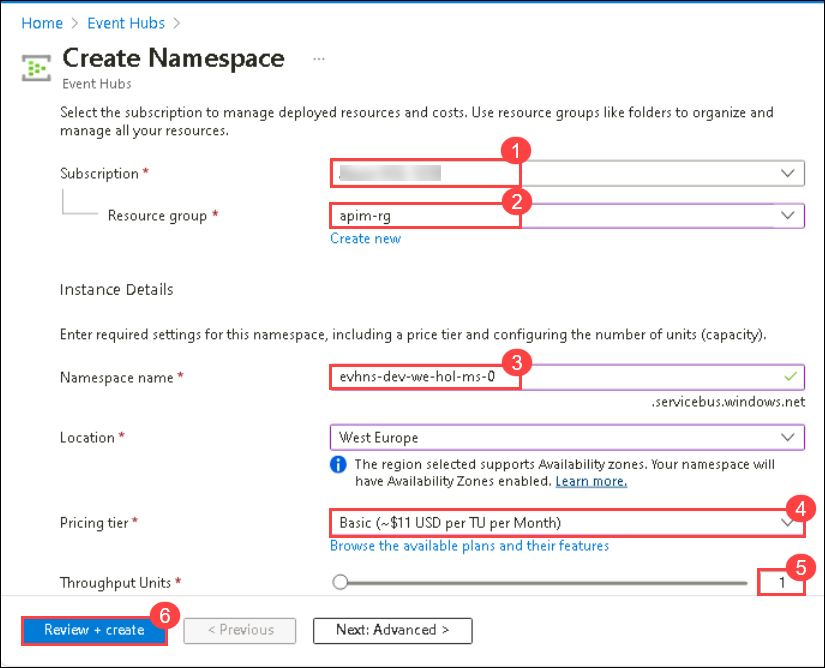 Home > Event Hubs >
Create Namespace ...
Event Hubs
Select the subscription to manage deployed resources and costs. Use resource groups like folders to organize and
manage all your resources.
1
Subscription *
2
Resource group * apim-rg
Create new
Instance Details
Enter required settings for this namespace, including a price tier and configuring the number of units (capacity).
3
Namespace name * evhns-dev-we-hol-ms-0
.servicebus.windows.net
Location * West Europe
The region selected supports Availability zones. Your namespace will
have Availability Zones enabled. Learn more.
4
Pricing tier * Basic (~$11 USD per TU per Month)
Browse the available plans and their features
5
Throughput Units * 1
6
Review + create < Previous Next: Advanced >